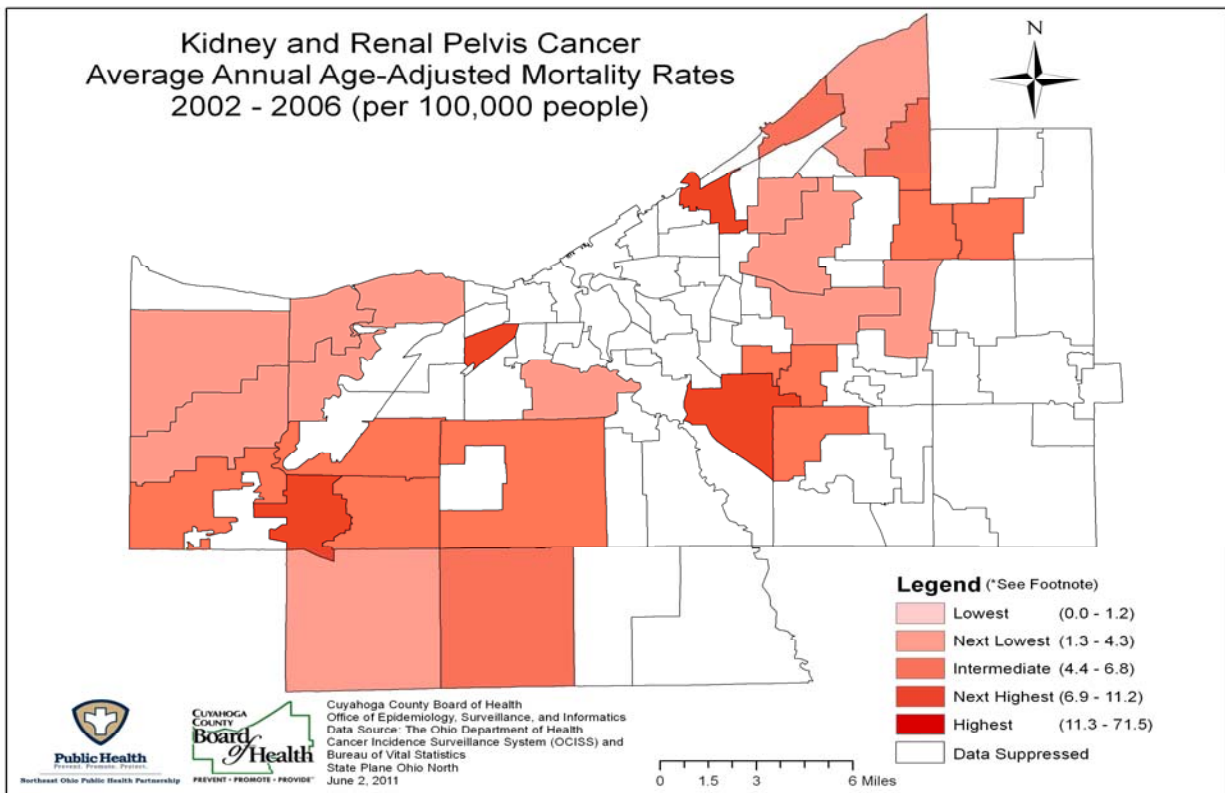 Kidney and Renal Pelvis Cancer
Average Annual Age-Adjusted Mortality Rates
2002 - 2006 (per 100,000 people)
N
Legend (*See Footnote)
Lowest (0.0 - 1.2)
Next Lowest (1.3 - 4.3)
Intermediate (4.4 - 6.8)
Next Highest (6.9 - 11.2)
Highest (11.3 - 71.5)
Data Suppressed
Public Health
Prevent. Promote. Protect.
Northeast Ohio Public Health Partnership
CUYAHOGA
COUNTY
Board
of Health
PREVENT • PROMOTE • PROVIDE
Cuyahoga County Board of Health
Office of Epidemiology, Surveillance, and Informatics
Data Source: The Ohio Department of Health
Cancer Incidence Surveillance System (OCISS) and
Bureau of Vital Statistics
State Plane Ohio North
June 2, 2011
0 1.5 3 6 Miles